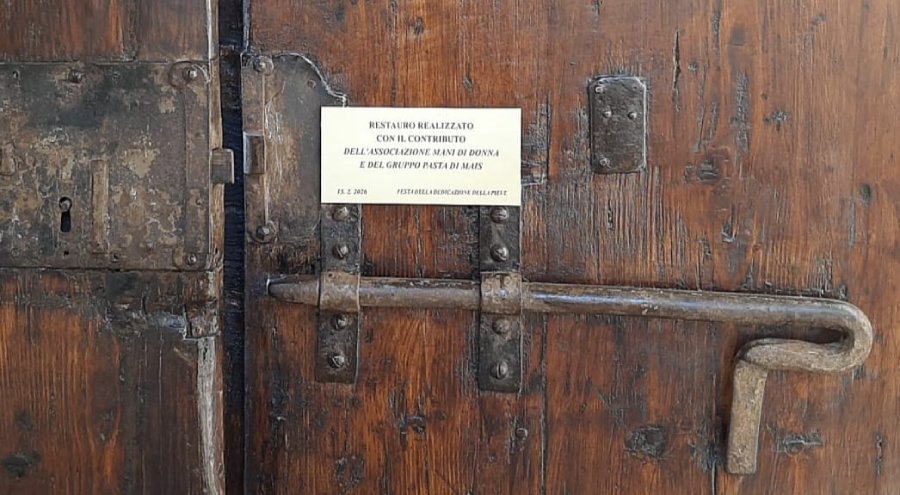 RESTAURO REALIZZATO
CON IL CONTRIBUTO
DELL'ASSOCIAZIONE MANI DI DONNA
E DEL GRUPPO PASTA DI MAIS
15. 2. 2026 FESTA DELLA DEDICAZIONE DELLA PIEVE